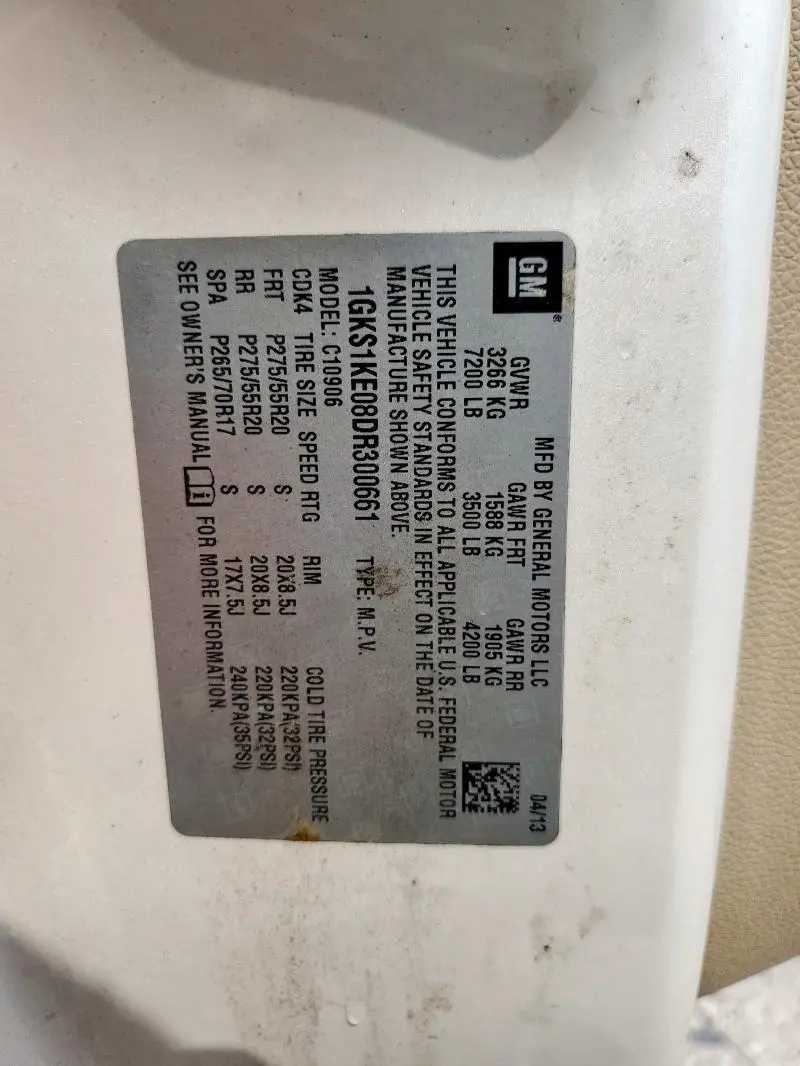 GM
MFD BY GENERAL MOTORS LLC 04/13
GVWR GAWR FRT GAWR RR
3266 KG 1588 KG 1905 KG
7200 LB 3500 LB 4200 LB
THIS VEHICLE CONFORMS TO ALL APPLICABLE U.S. FEDERAL MOTOR
VEHICLE SAFETY STANDARDS IN EFFECT ON THE DATE OF
MANUFACTURE SHOWN ABOVE.
1GKS1KE08DR300661 TYPE: M.P.V.
MODEL: C10906
CDK4 TIRE SIZE SPEED RTG RIM COLD TIRE PRESSURE
FRT P275/55R20 S 20X8.5J 220KPA(32PSI)
RR P275/55R20 S 20X8.5J 220KPA(32PSI)
SPA P265/70R17 S 17X7.5J 240KPA(35PSI)
SEE OWNER'S MANUAL FOR MORE INFORMATION.